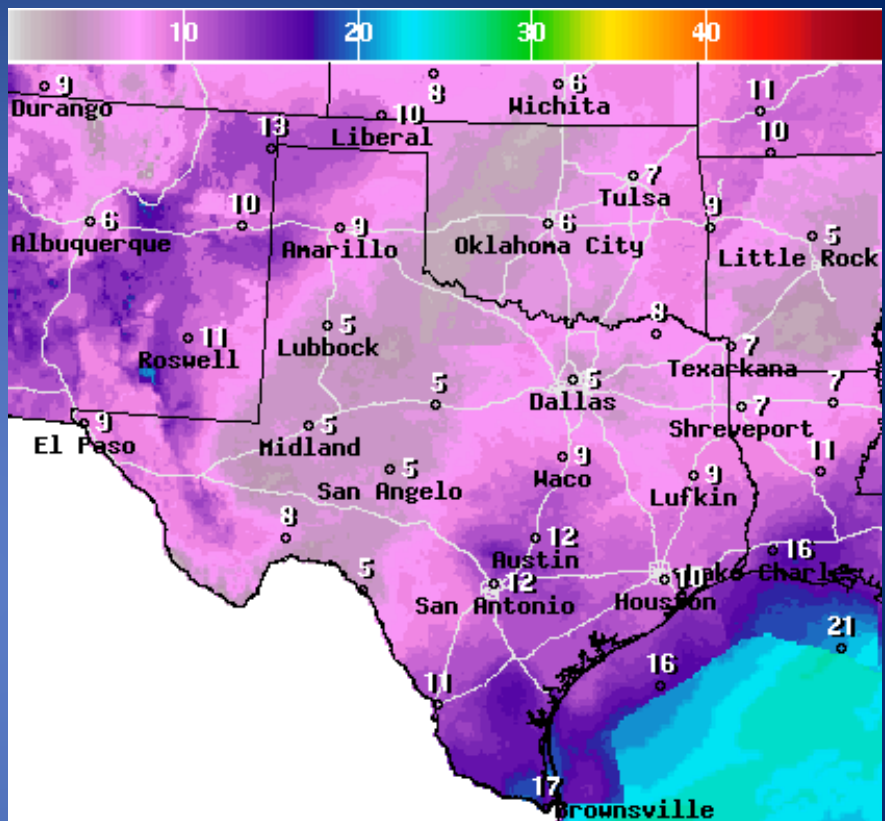 10 20 30 40
9 8 6 11
Durango Wichita
10
Liberal
13 10
7
Tulsa
6 10 9 6 9 5
Albuquerque Amarillo Oklahoma City Little Rock
11 5 8 7
Roswell Lubbock Texarkana
5
Dallas
9 5 5 7 7
El Paso Midland Shreveport
5 9 9 11
San Angelo Waco Lufkin
8 12 16
Austin
5 12 10 Lake Charles
San Antonio Houston
21
11 16
17
Brownsville